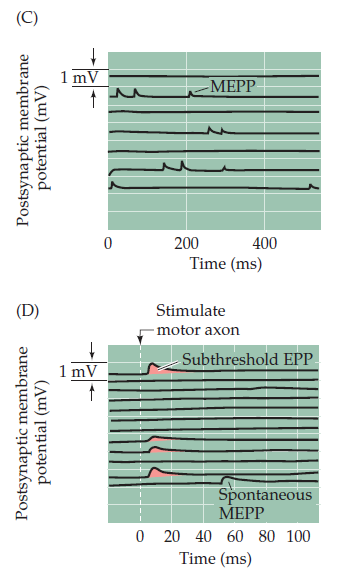 (C)
1 mV
MEPP
Postsynaptic membrane
potential (mV)
0 200 400
Time (ms)
(D)
Stimulate
motor axon
Subthreshold EPP
1 mV
Postsynaptic membrane
potential (mV)
Spontaneous
MEPP
0 20 40 60 80 100
Time (ms)